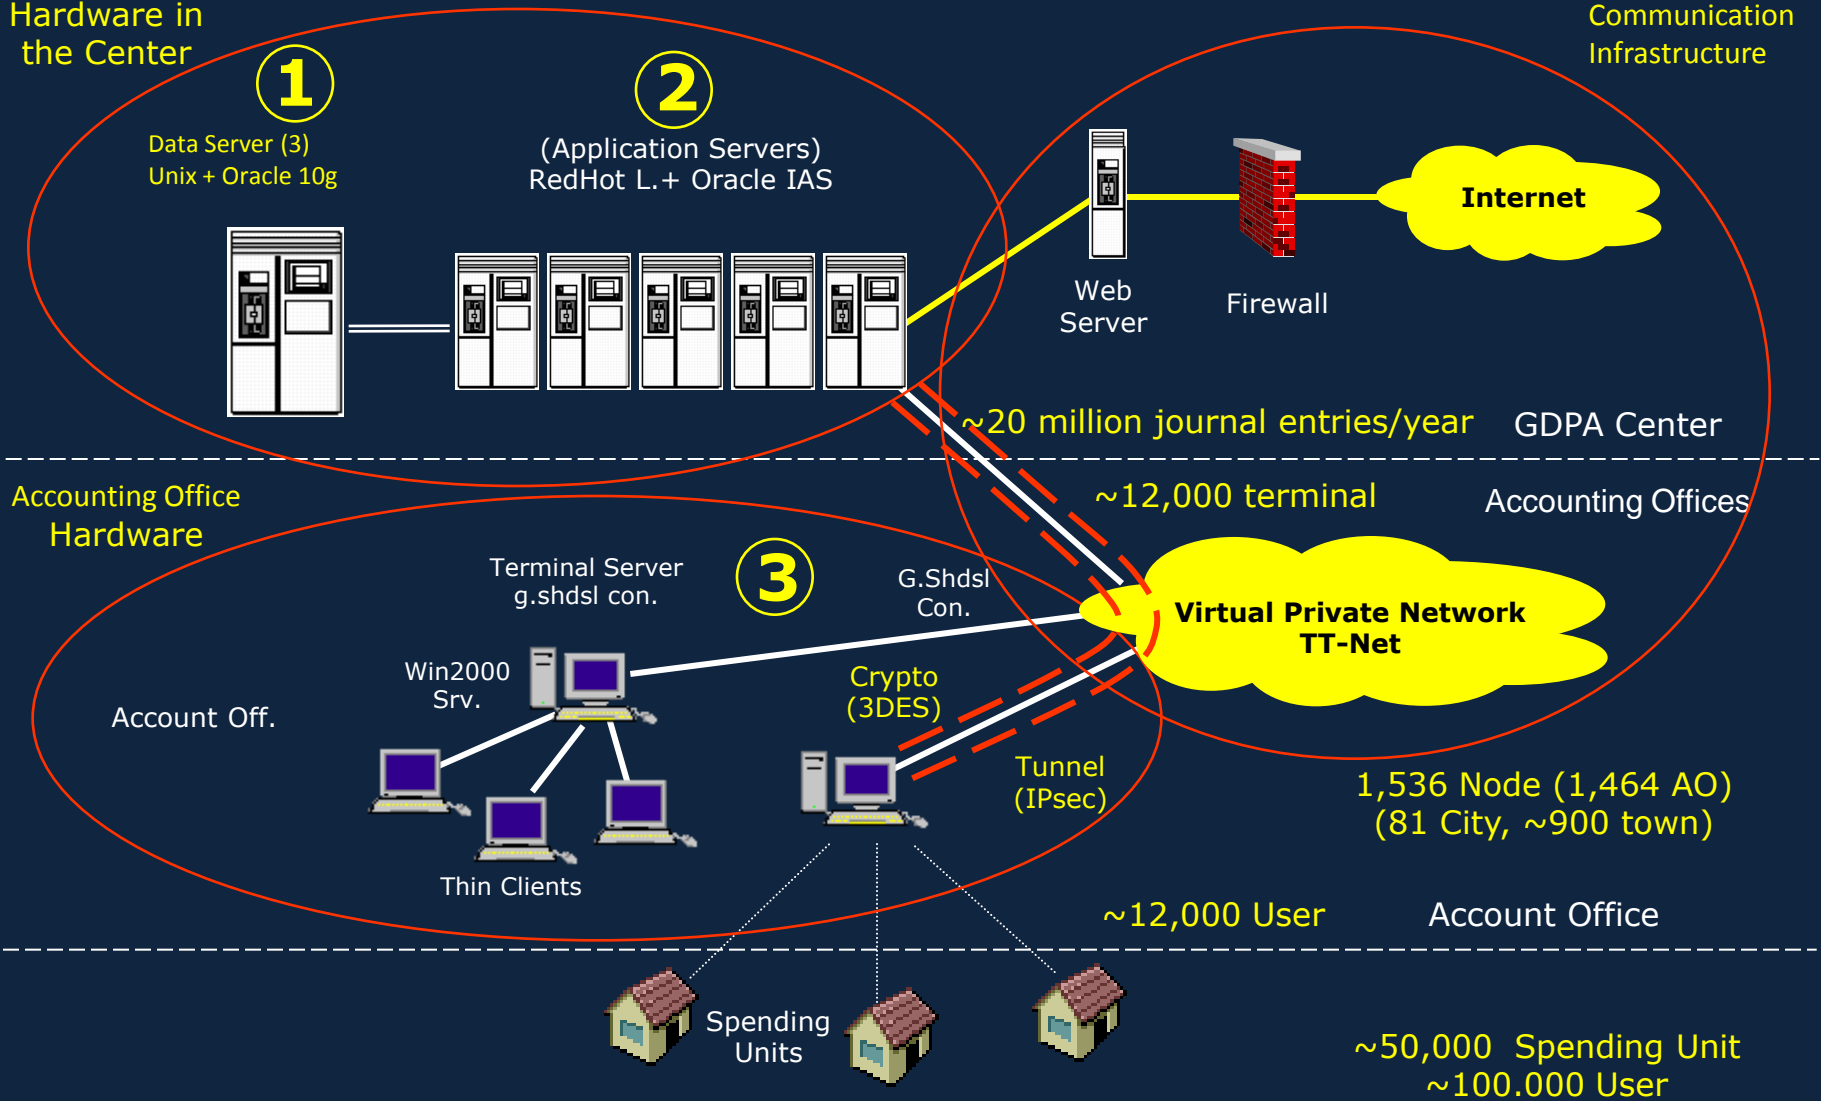 Hardware in
the Center
Communication
Infrastructure
1
2
Data Server (3)
Unix + Oracle 10g
(Application Servers)
RedHot L.+ Oracle IAS
Internet
Web
Server
Firewall
~20 million journal entries/year
GDPA Center
Accounting Office
Hardware
~12,000 terminal
Accounting Offices
Terminal Server
g.shdsl con.
3
G.Shdsl
Con.
Virtual Private Network
TT-Net
Win2000
Srv.
Crypto
(3DES)
Account Off.
Tunnel
(IPsec)
1,536 Node (1,464 AO)
(81 City, ~900 town)
Thin Clients
~12,000 User
Account Office
Spending
Units
~50,000  Spending Unit
~100.000 User